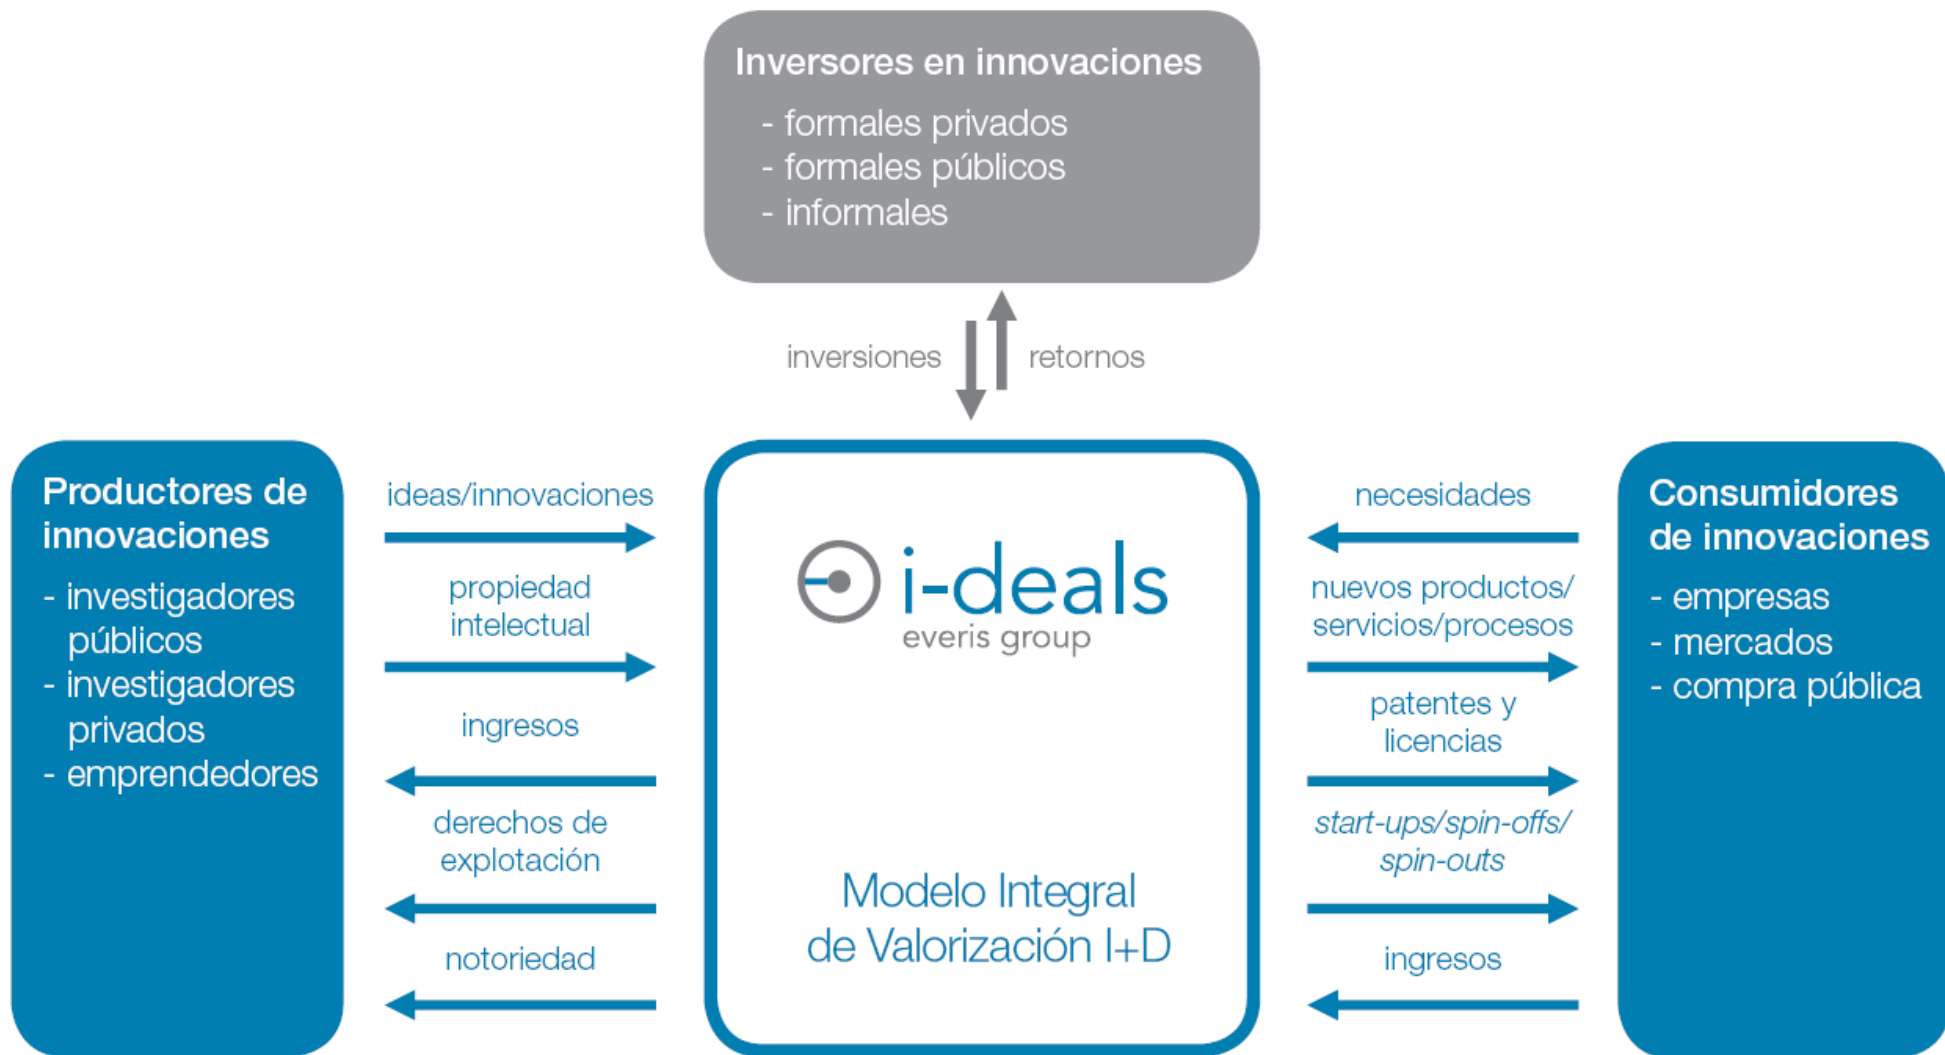 Inversores en innovaciones
- formales privados
- formales públicos
- informales
inversiones
retornos
Productores de
innovaciones
- investigadores
públicos
- investigadores
privados
- emprendedores
ideas/innovaciones
propiedad
intelectual
ingresos
derechos de
explotación
notoriedad
i-deals
everis group
Modelo Integral
de Valorización I+D
necesidades
nuevos productos/
servicios/procesos
patentes y
licencias
start-ups/spin-offs/
spin-outs
ingresos
Consumidores
de innovaciones
- empresas
- mercados
- compra pública